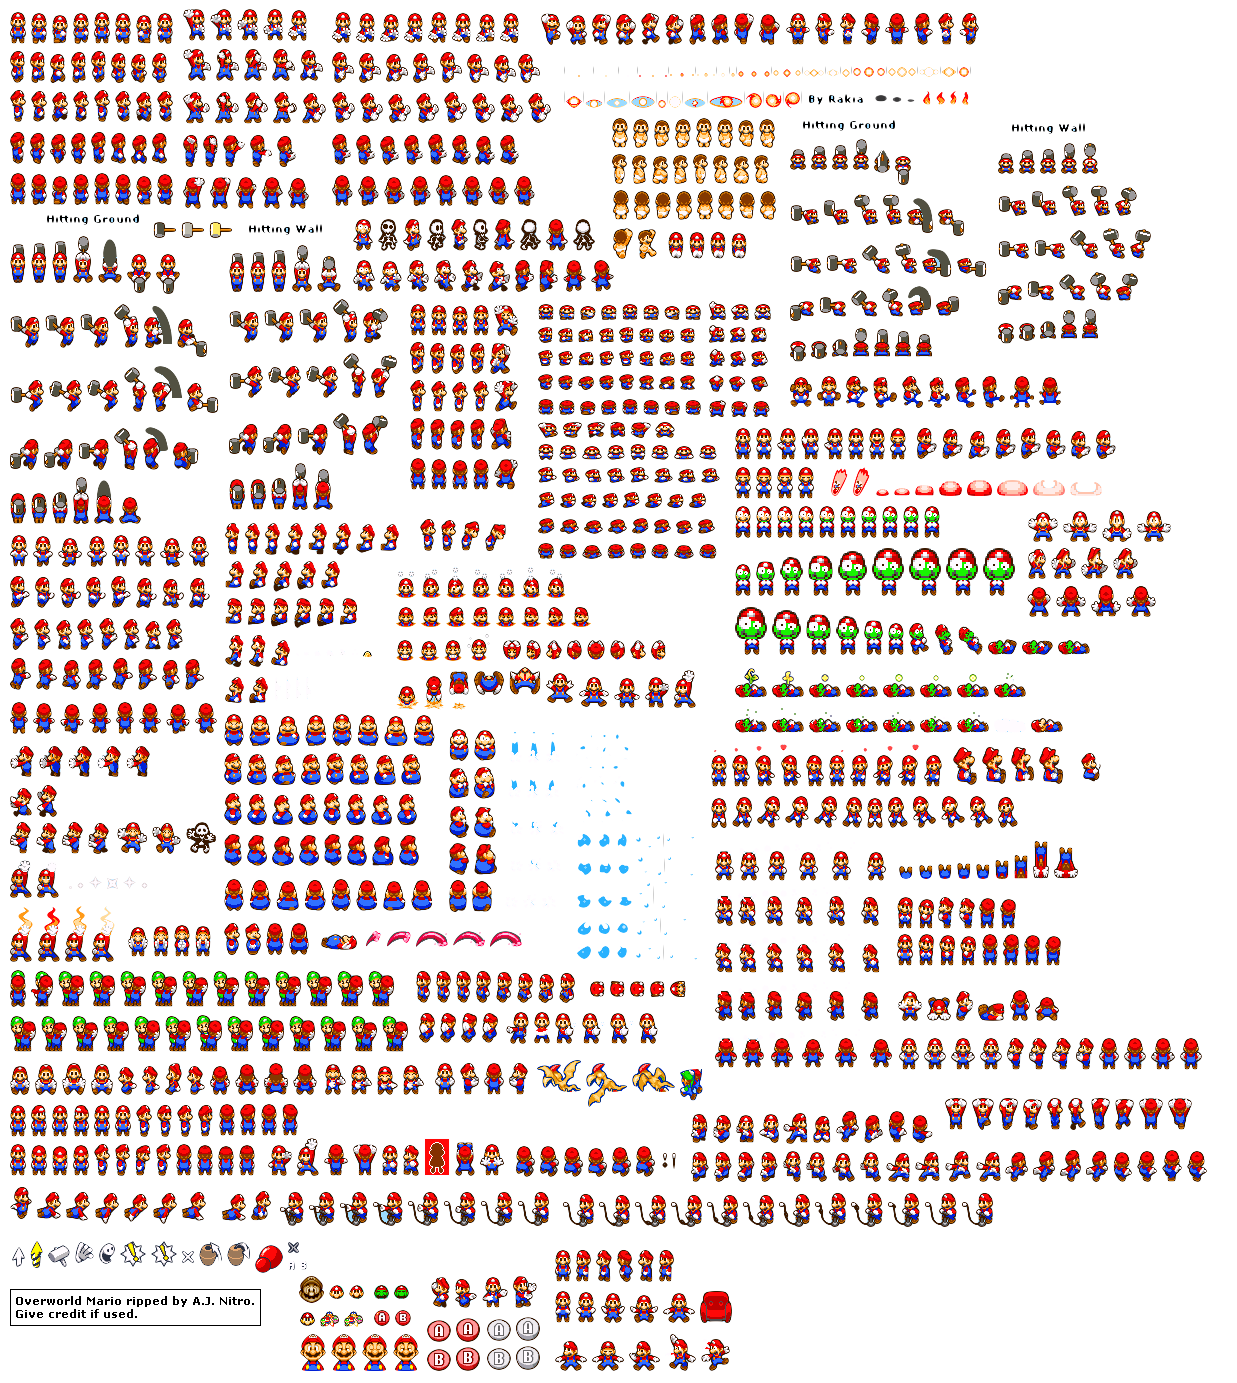 By Rakia
Hitting Ground
Hitting Wall
Hitting Ground
Hitting Wall
A B
Overworld Mario ripped by A.J. Nitro.
Give credit if used.
A B
A A A A
B B B B